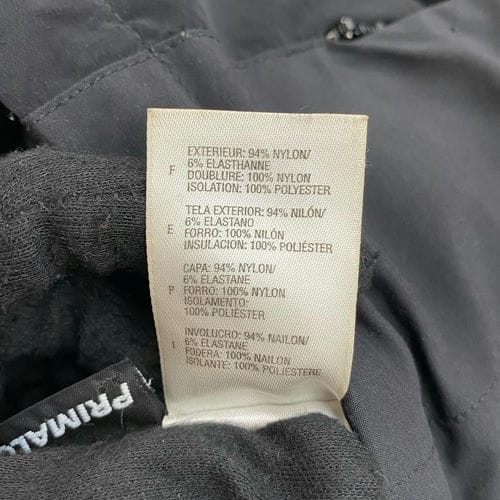 EXTERIEUR: 94% NYLON/
6% ELASTHANNE
F DOUBLURE: 100% NYLON
ISOLATION: 100% POLYESTER
TELA EXTERIOR: 94% NILÓN/
6% ELASTANO
E FORRO: 100% NILÓN
INSULACION: 100% POLIÉSTER
CAPA: 94% NYLON/
6% ELASTANE
P FORRO: 100% NYLON
ISOLAMENTO:
100% POLIÉSTER
INVOLUCRO: 94% NAILON/
I 6% ELASTANE
FODERA: 100% NAILON
ISOLANTE: 100% POLIESTERE